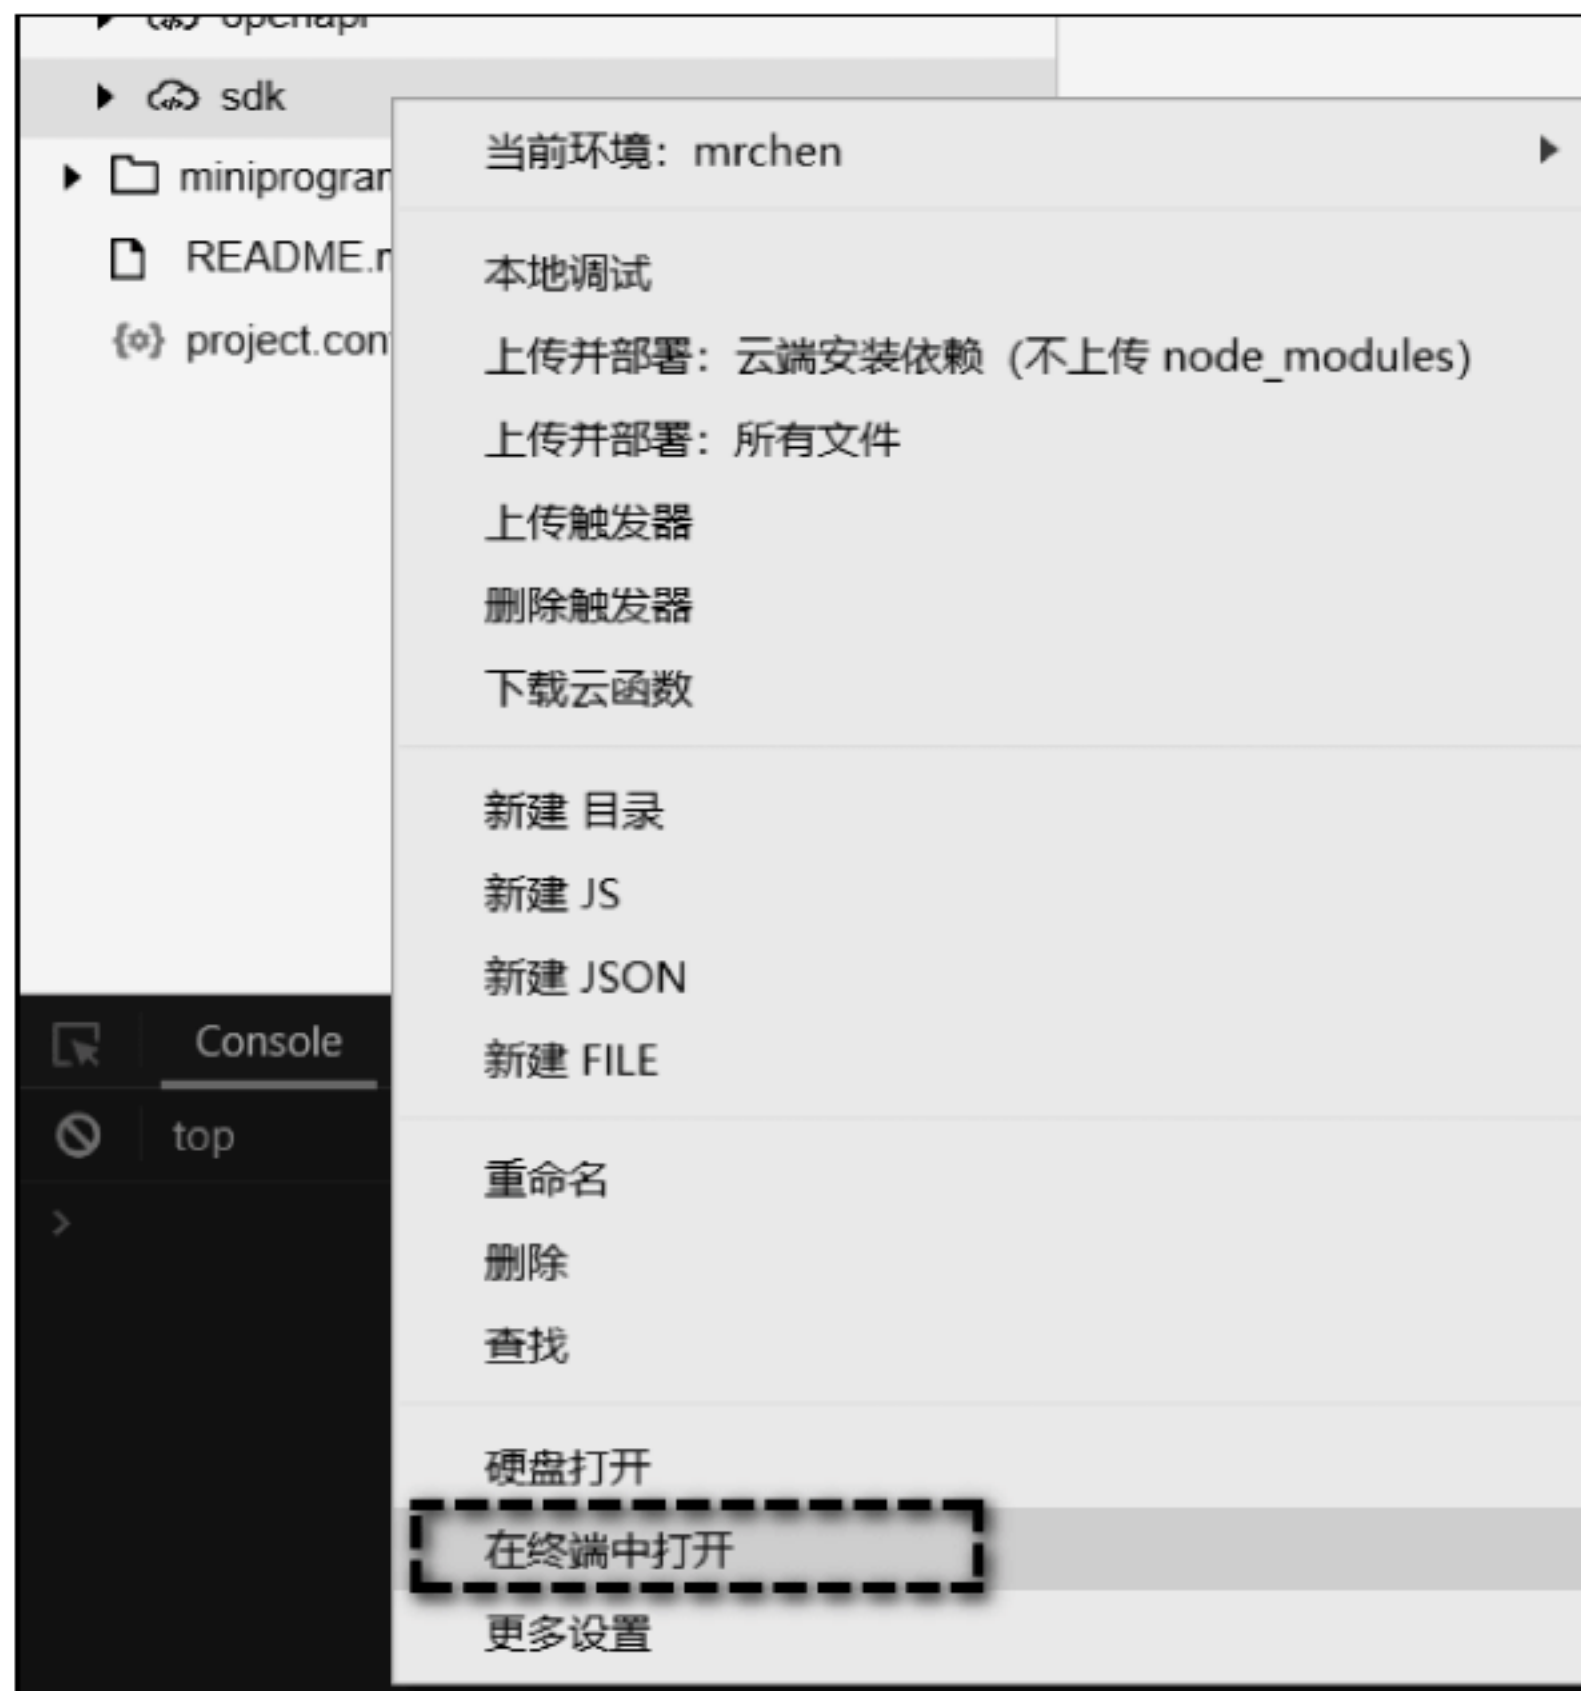 openapi
sdk
miniprogran
README.m
project.con
当前环境：mrchen
本地调试
上传并部署：云端安装依赖（不上传 node_modules）
上传并部署：所有文件
上传触发器
删除触发器
下载云函数
新建 目录
新建 JS
新建 JSON
新建 FILE
重命名
删除
查找
硬盘打开
在终端中打开
更多设置
Console
top